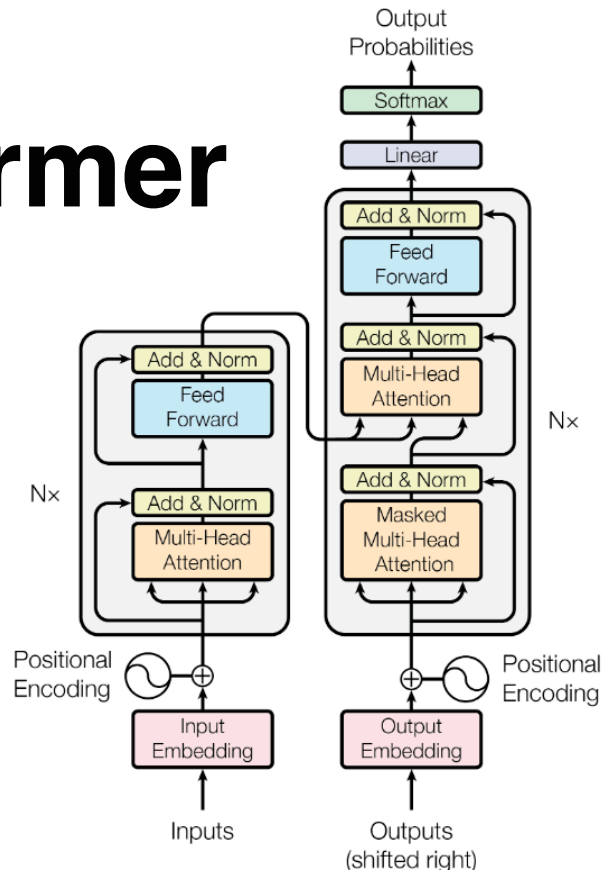 Output
Probabilities
Softmax
rmer
Linear
Add & Norm
Feed
Forward
Add & Norm
Multi-Head
Attention
Add & Norm
Feed
Forward
N×
N×
Add & Norm
Masked
Multi-Head
Attention
Add & Norm
Multi-Head
Attention
Positional
Encoding
Positional
Encoding
Input
Embedding
Output
Embedding
Inputs
Outputs
(shifted right)